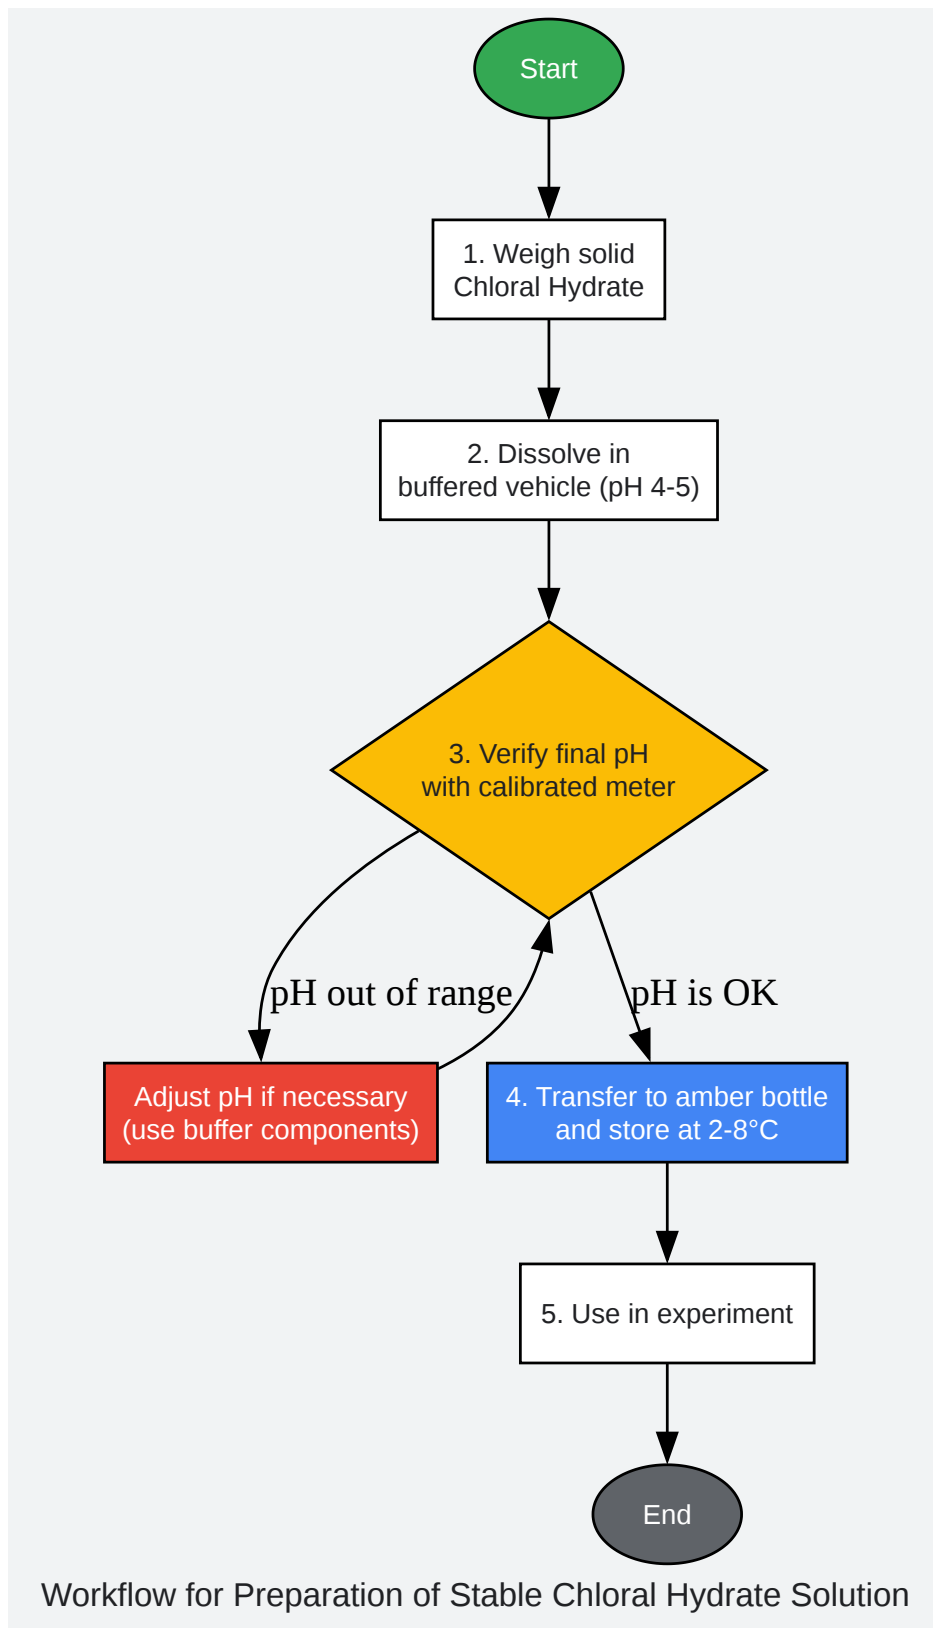 Start
1. Weigh solid
Chloral Hydrate
2. Dissolve in
buffered vehicle (pH 4-5)
3. Verify final pH
with calibrated meter
pH out of range
pH is OK
Adjust pH if necessary
(use buffer components)
4. Transfer to amber bottle
and store at 2-8°C
5. Use in experiment
End
Workflow for Preparation of Stable Chloral Hydrate Solution